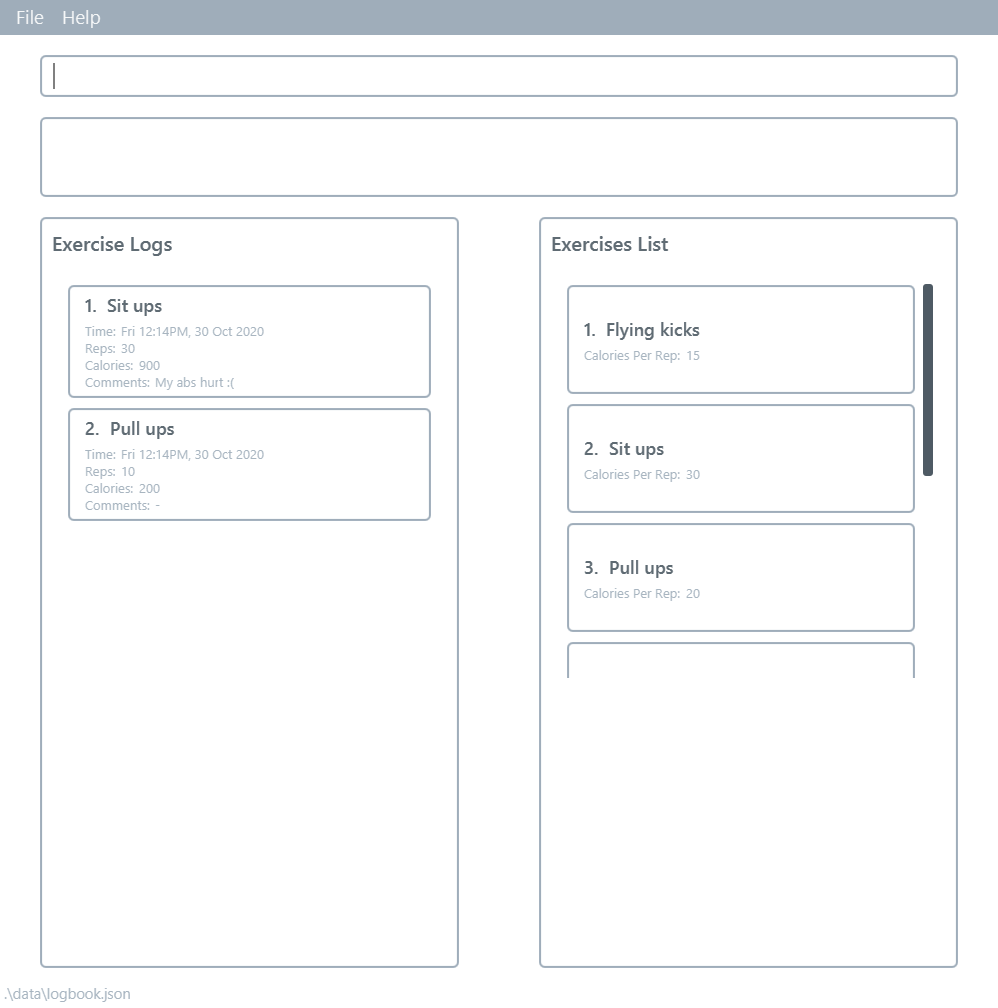 File Help
Exercise Logs
1. Sit ups
Time: Fri 12:14PM, 30 Oct 2020
Reps: 30
Calories: 900
Comments: My abs hurt :(
2. Pull ups
Time: Fri 12:14PM, 30 Oct 2020
Reps: 10
Calories: 200
Comments: -
Exercises List
1. Flying kicks
Calories Per Rep: 15
2. Sit ups
Calories Per Rep: 30
3. Pull ups
Calories Per Rep: 20
.\data\logbook.json